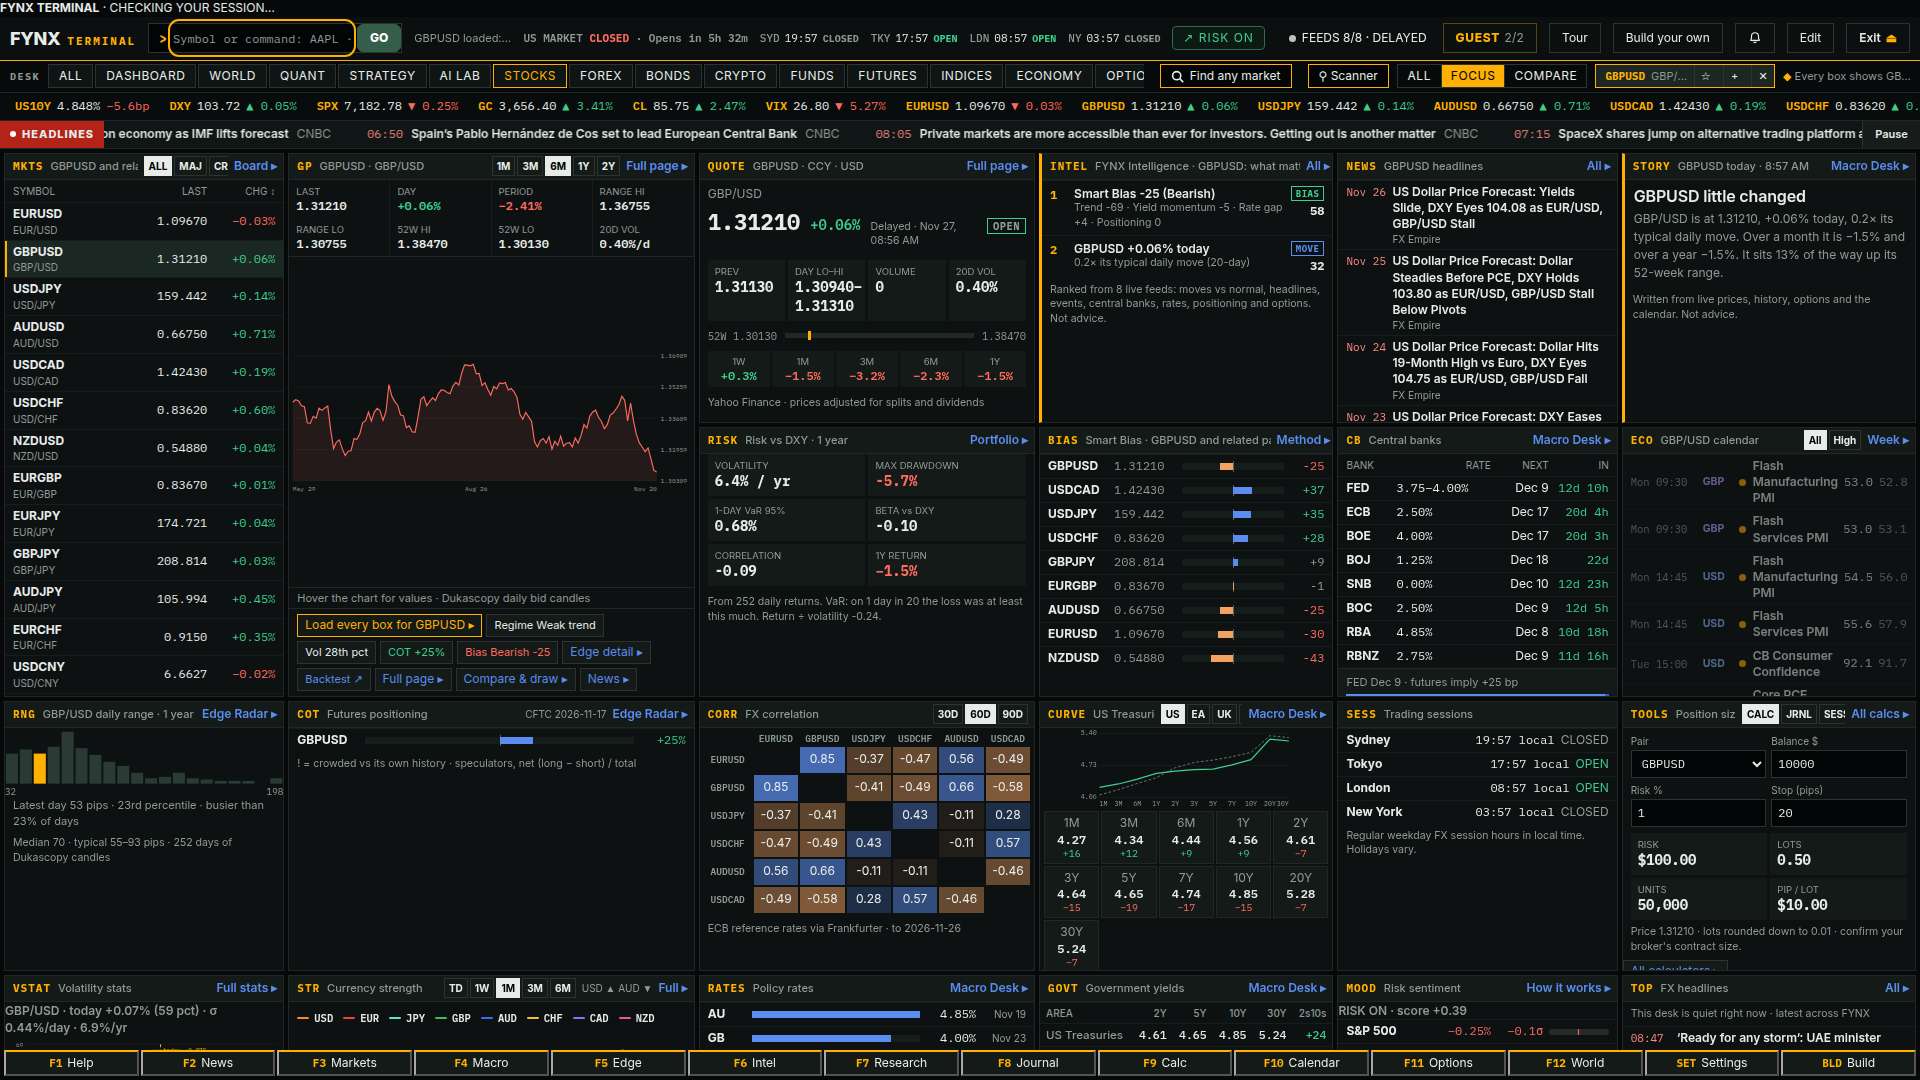 FYNX TERMINAL · CHECKING YOUR SESSION...
FYNX TERMINAL
> Symbol or command: AAPL GO
GBPUSD loaded:...
US MARKET CLOSED · Opens in 5h 32m
SYD 19:57 CLOSED TKY 17:57 OPEN LDN 08:57 OPEN NY 03:57 CLOSED
↗ RISK ON
● FEEDS 8/8 · DELAYED
GUEST 2/2
Tour
Build your own
Edit
Exit ⏏
DESK ALL DASHBOARD WORLD QUANT STRATEGY AI LAB STOCKS FOREX BONDS CRYPTO FUNDS FUTURES INDICES ECONOMY OPTIO
Find any market
Scanner
ALL FOCUS COMPARE
GBPUSD GBP/... ☆ + ✕
◆ Every box shows GB...
US10Y 4.848% −5.6bp DXY 103.72 ▲ 0.05% SPX 7,182.78 ▼ 0.25% GC 3,656.40 ▲ 3.41% CL 85.75 ▲ 2.47% VIX 26.80 ▼ 5.27% EURUSD 1.09670 ▼ 0.03% GBPUSD 1.31210 ▲ 0.06% USDJPY 159.442 ▲ 0.14% AUDUSD 0.66750 ▲ 0.71% USDCAD 1.42430 ▲ 0.19% USDCHF 0.83620 ▲ 0.
● HEADLINES on economy as IMF lifts forecast CNBC 06:50 Spain's Pablo Hernández de Cos set to lead European Central Bank CNBC 08:05 Private markets are more accessible than ever for investors. Getting out is another matter CNBC 07:15 SpaceX shares jump on alternative trading platform Pause
MKTS GBPUSD and rela ALL MAJ CR Board ▸
SYMBOL LAST CHG ↕
EURUSD 1.09670 −0.03%
EUR/USD
GBPUSD 1.31210 +0.06%
GBP/USD
USDJPY 159.442 +0.14%
USD/JPY
AUDUSD 0.66750 +0.71%
AUD/USD
USDCAD 1.42430 +0.19%
USD/CAD
USDCHF 0.83620 +0.60%
USD/CHF
NZDUSD 0.54880 +0.04%
NZD/USD
EURGBP 0.83670 +0.01%
EUR/GBP
EURJPY 174.721 +0.04%
EUR/JPY
GBPJPY 208.814 +0.03%
GBP/JPY
AUDJPY 105.994 +0.45%
AUD/JPY
EURCHF 0.9150 +0.35%
EUR/CHF
USDCNY 6.6627 −0.02%
USD/CNY
GP GBPUSD · GBP/USD 1M 3M 6M 1Y 2Y Full page ▸
LAST DAY PERIOD RANGE HI
1.31210 +0.06% −2.41% 1.36755
RANGE LO 52W HI 52W LO 20D VOL
1.30755 1.38470 1.30130 0.40%/d
May 29 Aug 26 Nov 26
Hover the chart for values · Dukascopy daily bid candles
Load every box for GBPUSD ▸ Regime Weak trend
Vol 28th pct COT +25% Bias Bearish -25 Edge detail ▸
Backtest ↗ Full page ▸ Compare & draw ▸ News ▸
QUOTE GBPUSD · CCY · USD Full page ▸
GBP/USD
1.31210 +0.06% Delayed · Nov 27, 08:56 AM OPEN
PREV DAY LO–HI VOLUME 20D VOL
1.31130 1.30940–1.31310 0 0.40%
52W 1.30130 1.38470
1W 1M 3M 6M 1Y
+0.3% −1.5% −3.2% −2.3% −1.5%
Yahoo Finance · prices adjusted for splits and dividends
INTEL FYNX Intelligence · GBPUSD: what matt All ▸
1 Smart Bias -25 (Bearish) BIAS
Trend -69 · Yield momentum -5 · Rate gap +4 · Positioning 0 58
2 GBPUSD +0.06% today MOVE
0.2× its typical daily move (20-day) 32
Ranked from 8 live feeds: moves vs normal, headlines, events, central banks, rates, positioning and options. Not advice.
NEWS GBPUSD headlines All ▸
Nov 26 US Dollar Price Forecast: Yields Slide, DXY Eyes 104.08 as EUR/USD, GBP/USD Stall
FX Empire
Nov 25 US Dollar Price Forecast: Dollar Steadles Before PCE, DXY Holds 103.80 as EUR/USD, GBP/USD Stall Below Pivots
FX Empire
Nov 24 US Dollar Price Forecast: Dollar Hits 19-Month High vs Euro, DXY Eyes 104.75 as EUR/USD, GBP/USD Fall
FX Empire
Nov 23 US Dollar Price Forecast: DXY Eases
STORY GBPUSD today · 8:57 AM Macro Desk ▸
GBPUSD little changed
GBPUSD is at 1.31210, +0.06% today, 0.2× its typical daily move. Over a month it is −1.5% and over a year −1.5%. It sits 13% of the way up its 52-week range.
Written from live prices, history, options and the calendar. Not advice.
RISK Risk vs DXY · 1 year Portfolio ▸
VOLATILITY MAX DRAWDOWN
6.4% / yr −5.7%
1-DAY VaR 95% BETA vs DXY
0.68% -0.10
CORRELATION 1Y RETURN
-0.09 −1.5%
From 252 daily returns. VaR: on 1 day in 20 the loss was at least this much. Return ÷ volatility -0.24.
BIAS Smart Bias · GBPUSD and related pa Method ▸
GBPUSD 1.31210 -25
USDCAD 1.42430 +37
USDJPY 159.442 +35
USDCHF 0.83620 +28
GBPJPY 208.814 +9
EURGBP 0.83670 -1
AUDUSD 0.66750 -25
EURUSD 1.09670 -30
NZDUSD 0.54880 -43
CB Central banks Macro Desk ▸
BANK RATE NEXT IN
FED 3.75–4.00% Dec 9 12d 10h
ECB 2.50% Dec 17 20d 4h
BOE 4.00% Dec 17 20d 3h
BOJ 1.25% Dec 18 22d
SNB 0.00% Dec 10 12d 23h
BOC 2.50% Dec 9 12d 5h
RBA 4.85% Dec 8 10d 18h
RBNZ 2.75% Dec 9 11d 16h
FED Dec 9 · futures imply +25 bp
ECO GBP/USD calendar All High Week ▸
Mon 09:30 GBP Flash Manufacturing PMI 53.0 52.8
Mon 09:30 GBP Flash Services PMI 53.0 53.1
Mon 14:45 USD Flash Manufacturing PMI 54.5 56.0
Mon 14:45 USD Flash Services PMI 55.6 57.9
Tue 15:00 USD CB Consumer Confidence 92.1 91.7
Core PCE
RNG GBP/USD daily range · 1 year Edge Radar ▸
32 198
Latest day 53 pips · 23rd percentile · busier than 23% of days
Median 70 · typical 55–93 pips · 252 days of Dukascopy candles
COT Futures positioning CFTC 2026-11-17 Edge Radar ▸
GBPUSD +25%
! = crowded vs its own history · speculators, net (long − short) / total
CORR FX correlation 30D 60D 90D
EURUSD GBPUSD USDJPY USDCHF AUDUSD USDCAD
EURUSD 0.85 -0.37 -0.47 0.56 -0.49
GBPUSD 0.85 -0.41 -0.49 0.66 -0.58
USDJPY -0.37 -0.41 0.43 -0.11 0.28
USDCHF -0.47 -0.49 0.43 -0.11 0.57
AUDUSD 0.56 0.66 -0.11 -0.11 -0.46
USDCAD -0.49 -0.58 0.28 0.57 -0.46
ECB reference rates via Frankfurter · to 2026-11-26
CURVE US Treasuri US EA UK Macro Desk ▸
5.40
4.73
4.06
1M 3M 6M 1Y 2Y 3Y 5Y 7Y 10Y 20Y 30Y
1M 3M 6M 1Y 2Y
4.27 4.34 4.44 4.56 4.61
+16 +12 +9 +9 −7
3Y 5Y 7Y 10Y 20Y
4.64 4.65 4.74 4.85 5.28
−15 −19 −17 −15 −7
30Y
5.24
−7
SESS Trading sessions
Sydney 19:57 local CLOSED
Tokyo 17:57 local OPEN
London 08:57 local OPEN
New York 03:57 local CLOSED
Regular weekday FX session hours in local time. Holidays vary.
TOOLS Position siz CALC JRNL SES All calcs ▸
Pair Balance $
GBPUSD 10000
Risk % Stop (pips)
1 20
RISK LOTS
$100.00 0.50
UNITS PIP / LOT
50,000 $10.00
Price 1.31210 · lots rounded down to 0.01 · confirm your broker's contract size.
All calculators ▸
VSTAT Volatility stats Full stats ▸
GBP/USD · today +0.07% (59 pct) · σ 0.44%/day · 6.9%/yr
STR Currency strength TD 1W 1M 3M 6M USD ▲ AUD ▼ Full ▸
USD EUR JPY GBP AUD CHF CAD NZD
RATES Policy rates Macro Desk ▸
AU 4.85% Nov 19
GB 4.00% Nov 23
GOVT Government yields Macro Desk ▸
AREA 2Y 5Y 10Y 30Y 2s10s
US Treasuries 4.61 4.65 4.85 5.24 +24
MOOD Risk sentiment How it works ▸
RISK ON · score +0.39
S&P 500 −0.25% −0.1σ
TOP FX headlines All ▸
This desk is quiet right now · latest across FYNX
08:47 'Ready for any storm': UAE minister
F1 Help F2 News F3 Markets F4 Macro F5 Edge F6 Intel F7 Research F8 Journal F9 Calc F10 Calendar F11 Options F12 World SET Settings BLD Build